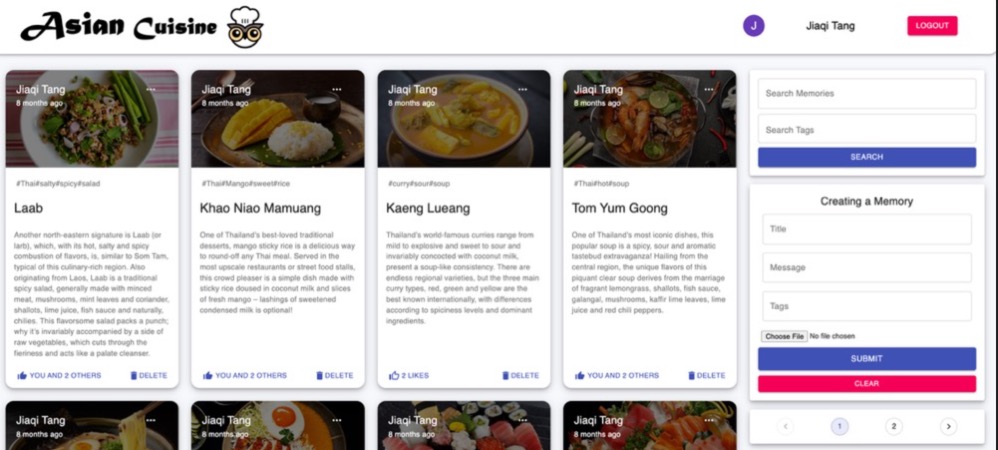 Asian Cuisine
J
Jiaqi Tang
LOGOUT
Jiaqi Tang
8 months ago
#Thai#salty#spicy#salad
Laab
Another north-eastern signature is Laab (or
larb), which, with its hot, salty and spicy
combustion of flavors, is, similar to Som Tam,
typical of this culinary-rich region. Also
originating from Laos, Laab is a traditional
spicy salad, generally made with minced
meat, mushrooms, mint leaves and coriander,
shallots, lime juice, fish sauce and naturally,
chilies. This flavorsome salad packs a punch;
why it's invariably accompanied by a side of
raw vegetables, which cuts through the
fieriness and acts like a palate cleanser.
YOU AND 2 OTHERS
DELETE
Jiaqi Tang
8 months ago
#Thai#Mango#sweet#rice
Khao Niao Mamuang
One of Thailand's best-loved traditional
desserts, mango sticky rice is a delicious way
to round-off any Thai meal. Served in the
most upscale restaurants or street food stalls,
this crowd pleaser is a simple dish made with
sticky rice doused in coconut milk and slices
of fresh mango – lashings of sweetened
condensed milk is optional!
YOU AND 2 OTHERS
DELETE
Jiaqi Tang
8 months ago
#curry#sour#soup
Kaeng Lueang
Thailand's world-famous curries range from
mild to explosive and sweet to sour and
invariably concocted with coconut milk,
present a soup-like consistency. There are
endless regional varieties, but the three main
curry types, red, green and yellow are the
best known internationally, with differences
according to spiciness levels and dominant
ingredients.
2 LIKES
DELETE
Jiaqi Tang
8 months ago
#Thai#hot#soup
Tom Yum Goong
One of Thailand's most iconic dishes, this
popular soup is a spicy, sour and aromatic
tastebud extravaganza! Hailing from the
central region, the unique flavors of this
piquant clear soup derives from the marriage
of fragrant lemongrass, shallots, fish sauce,
galangal, mushrooms, kaffir lime leaves, lime
juice and red chili peppers.
YOU AND 2 OTHERS
DELETE
Jiaqi Tang
8 months ago
Jiaqi Tang
8 months ago
Jiaqi Tang
8 months ago
Jiaqi Tang
8 months ago
Search Memories
Search Tags
SEARCH
Creating a Memory
Title
Message
Tags
Choose File No file chosen
SUBMIT
CLEAR
1
2